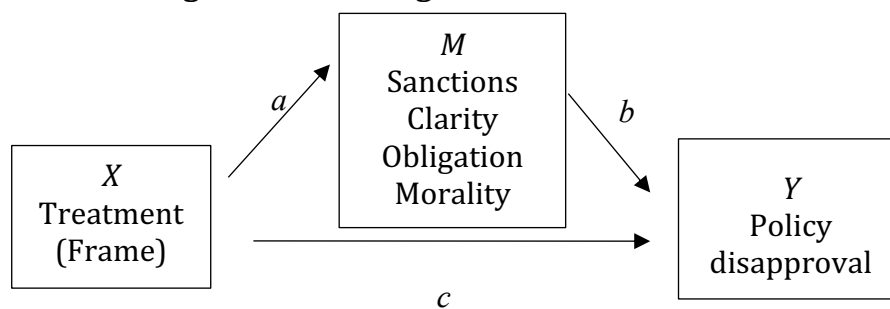 M
Sanctions
Clarity
Obligation
Morality
a
b
X
Treatment
(Frame)
Y
Policy
disapproval
c